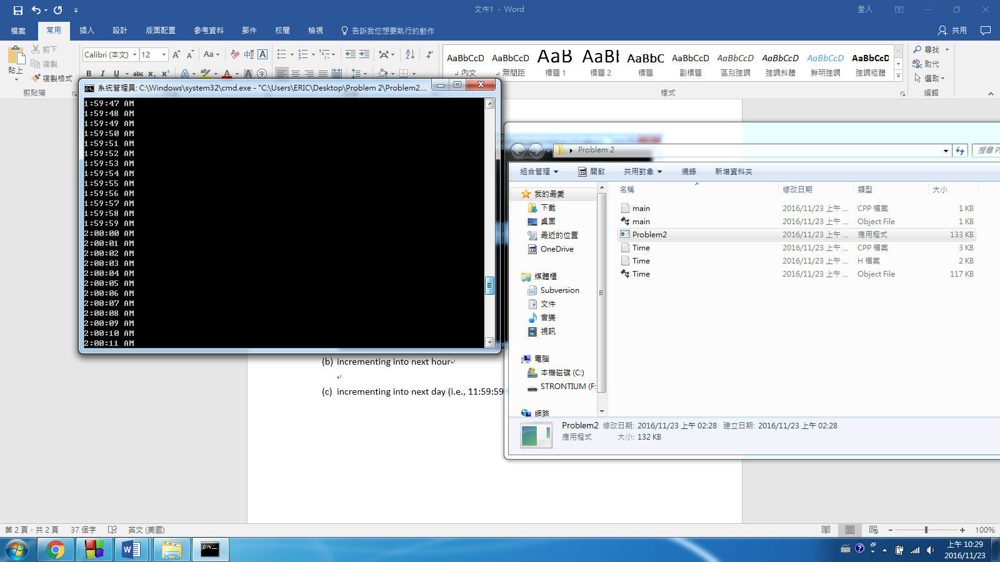 文件1 - Word
登入
檔案 常用 插入 設計 版面配置 參考資料 郵件 校閱 檢視 告訴我您想要執行的動作 共用
貼上
剪下
複製
複製格式
剪貼簿
Calibri (本文) 12
AaBbCcD AaBbCcD AaB AaBl AaBbC AaBbCcD AaBbCcD AaBbCcD AaBbCcD AaBbCcD
內文 無間距 標題 1 標題 2 標題 副標題 區別強調 強調斜體 鮮明強調 強調粗體
樣式
尋找
取代
選取
編輯
系統管理員: C:\Windows\system32\cmd.exe - "C:\Users\ERIC\Desktop\Problem 2\Problem2....
1:59:47 AM
1:59:48 AM
1:59:49 AM
1:59:50 AM
1:59:51 AM
1:59:52 AM
1:59:53 AM
1:59:54 AM
1:59:55 AM
1:59:56 AM
1:59:57 AM
1:59:58 AM
1:59:59 AM
2:00:00 AM
2:00:01 AM
2:00:02 AM
2:00:03 AM
2:00:04 AM
2:00:05 AM
2:00:06 AM
2:00:07 AM
2:00:08 AM
2:00:09 AM
2:00:10 AM
2:00:11 AM
(b) incrementing into next hour
(c) incrementing into next day (i.e., 11:59:59
Problem 2
搜尋 P
組合管理 開啟 共用對象 燒錄 新增資料夾
我的最愛
下載
桌面
最近的位置
OneDrive
媒體櫃
Subversion
文件
音樂
視訊
電腦
本機磁碟 (C:)
STRONTIUM (F:
網路
名稱 修改日期 類型 大小
main 2016/11/23 上午 ... CPP 檔案 1 KB
main 2016/11/23 上午 ... Object File 1 KB
Problem2 2016/11/23 上午 ... 應用程式 133 KB
Time 2016/11/23 上午 ... CPP 檔案 3 KB
Time 2016/11/23 上午 ... H 檔案 2 KB
Time 2016/11/23 上午 ... Object File 117 KB
Problem2 修改日期: 2016/11/23 上午 02:28 建立日期: 2016/11/23 上午 02:28
應用程式 大小: 132 KB
第 2 頁，共 2 頁 37 個字 英文 (美國) 100%
上午 10:29
2016/11/23